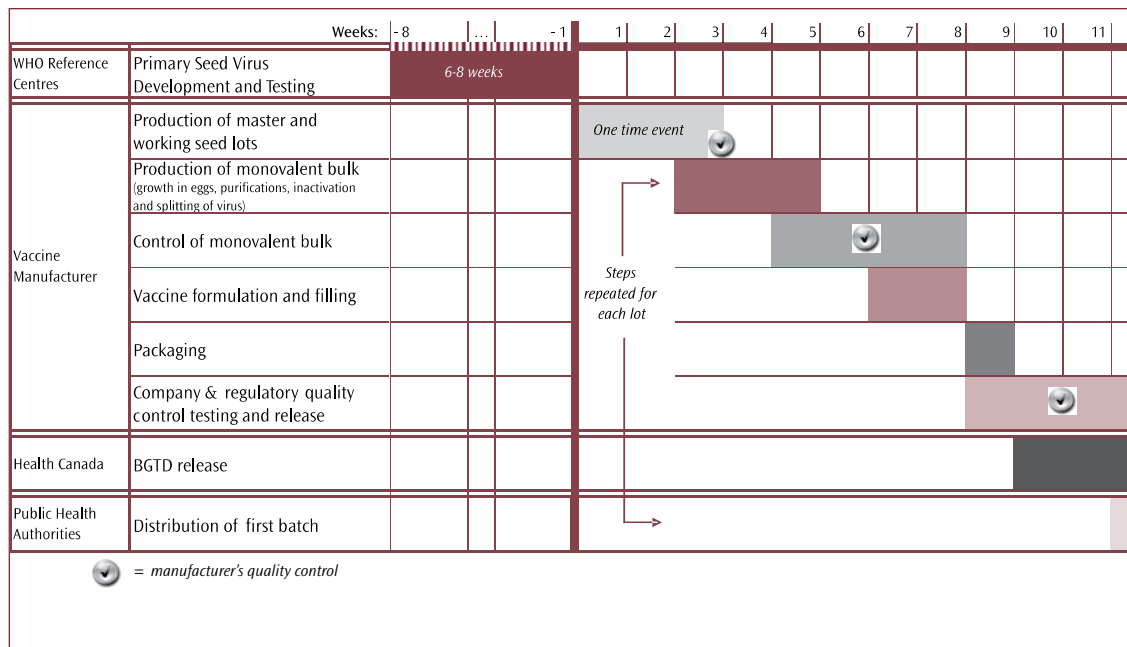 Weeks: - 8 ... - 1 1 2 3 4 5 6 7 8 9 10 11
WHO Reference
Centres
Primary Seed Virus
Development and Testing
6-8 weeks
Vaccine
Manufacturer
Production of master and
working seed lots
One time event
Production of monovalent bulk
(growth in eggs, purifications, inactivation
and splitting of virus)
Control of monovalent bulk
Steps
repeated for
each lot
Vaccine formulation and filling
Packaging
Company & regulatory quality
control testing and release
Health Canada
BGTD release
Public Health
Authorities
Distribution of first batch
= manufacturer's quality control